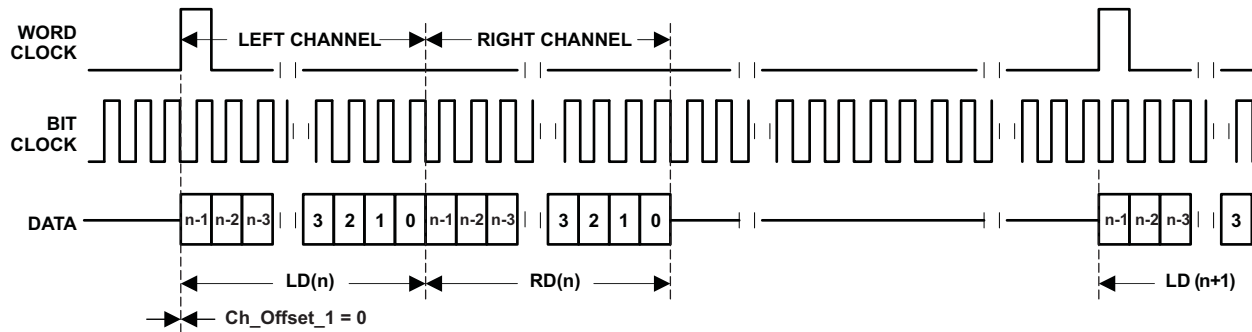 WORD
CLOCK
LEFT CHANNEL
RIGHT CHANNEL
BIT
CLOCK
DATA
n-1 n-2 n-3 3 2 1 0 n-1 n-2 n-3 3 2 1 0 n-1 n-2 n-3 3
LD(n)
RD(n)
LD (n+1)
Ch_Offset_1 = 0